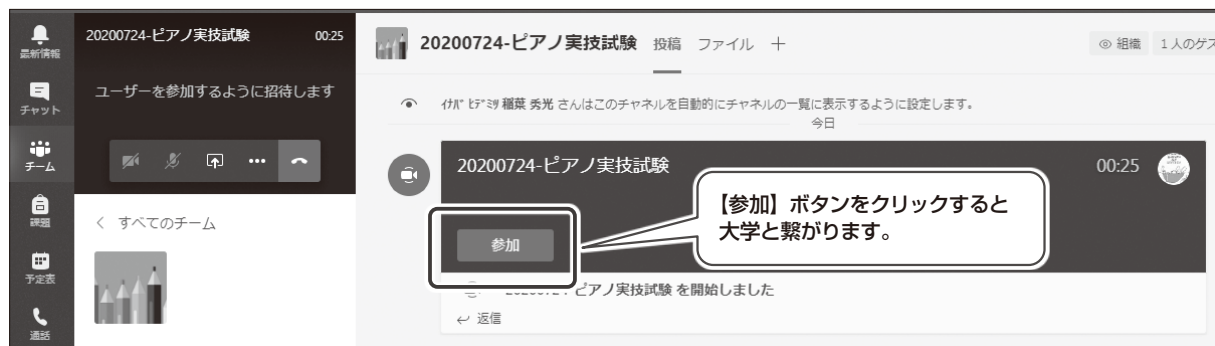 最新情報
チャット
チーム
課題
予定表
通話
20200724-ピアノ実技試験 00:25
ユーザーを参加するように招待します
< すべてのチーム
20200724-ピアノ実技試験 投稿 ファイル +
組織 1人のゲス
ｲﾅﾊﾞ ﾋﾃﾞﾐﾂ 稲葉 秀光 さんはこのチャネルを自動的にチャネルの一覧に表示するように設定します。
今日
20200724-ピアノ実技試験 00:25
参加
【参加】ボタンをクリックすると
大学と繋がります。
ピアノ実技試験 を開始しました
返信